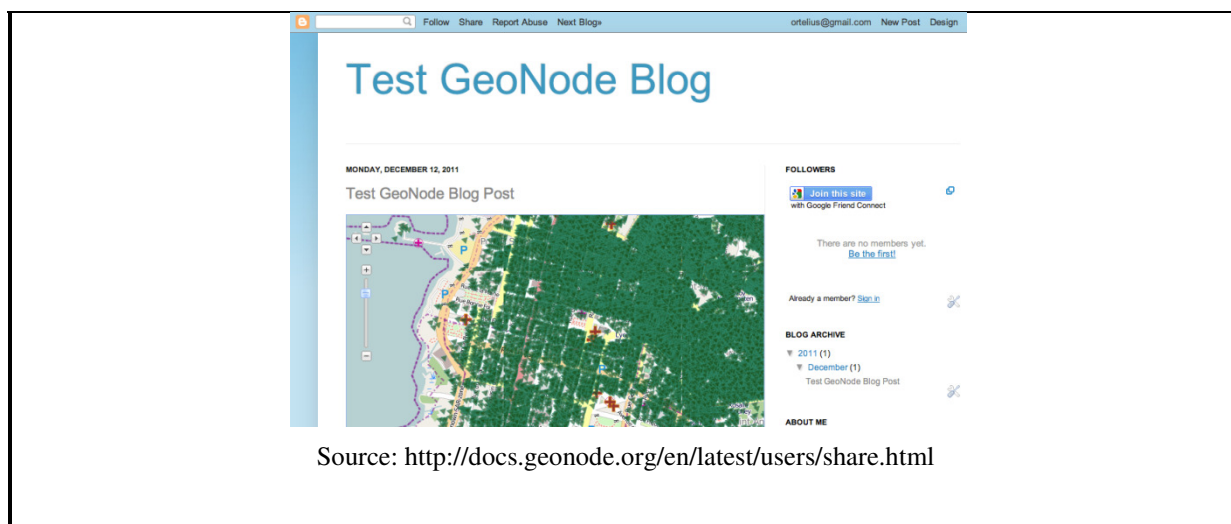 Follow Share Report Abuse Next Blog»
ortelius@gmail.com New Post Design
Test GeoNode Blog
MONDAY, DECEMBER 12, 2011
Test GeoNode Blog Post
P
P
FOLLOWERS
Join this site
with Google Friend Connect
There are no members yet.
Be the first!
Already a member? Sign in
BLOG ARCHIVE
▼ 2011 (1)
▼ December (1)
Test GeoNode Blog Post
ABOUT ME
Source: http://docs.geonode.org/en/latest/users/share.html